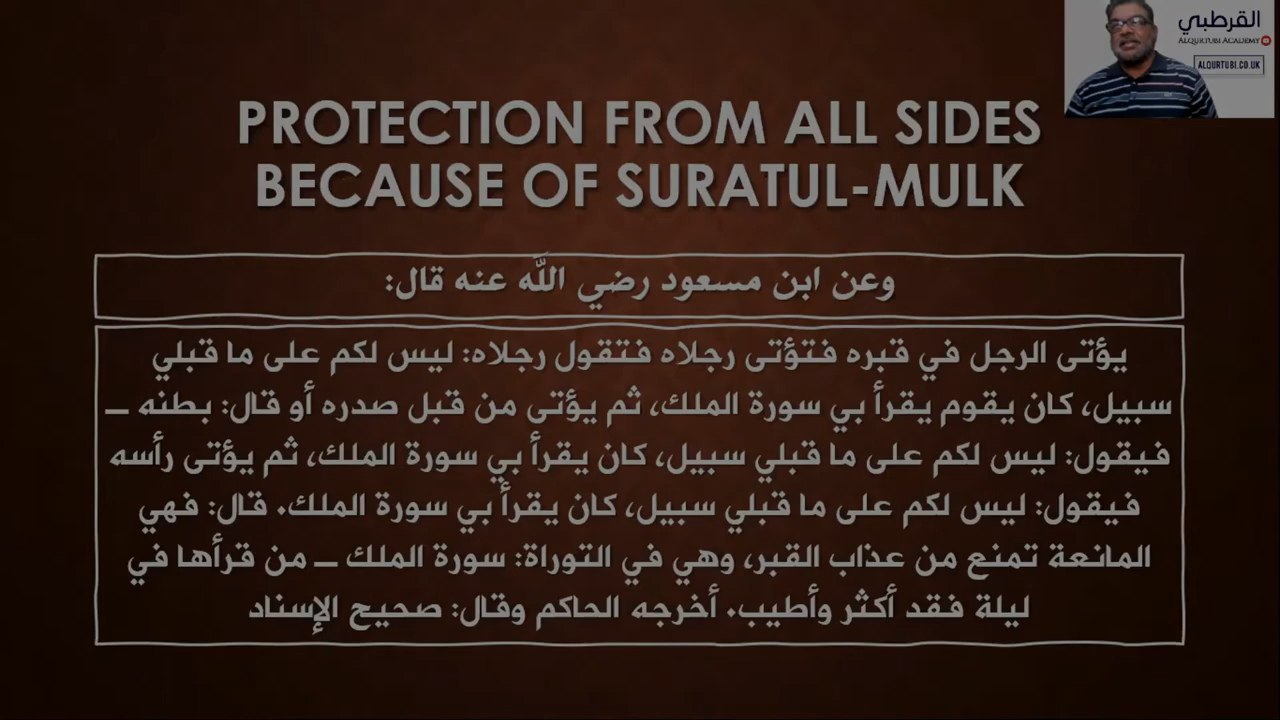 القرطبي
ALQURTUBI ACADEMY
ALQURTUBI.CO.UK
PROTECTION FROM ALL SIDES
BECAUSE OF SURATUL-MULK
وعن ابن مسعود رضي اللّه عنه قال:
يؤتى الرجل في قبره فتؤتى رجلاه فتقول رجلاه: ليس لكم على ما قبلي
سبيل، كان يقوم يقرأ بي سورة الملك، ثم يؤتى من قبل صدره أو قال: بطنه ــ
فيقول: ليس لكم على ما قبلي سبيل، كان يقرأ بي سورة الملك، ثم يؤتى رأسه
فيقول: ليس لكم على ما قبلي سبيل، كان يقرأ بي سورة الملك. قال: فهي
المانعة تمنع من عذاب القبر، وهي في التوراة: سورة الملك ــ من قرأها في
ليلة فقد أكثر وأطيب. أخرجه الحاكم وقال: صحيح الإسناد